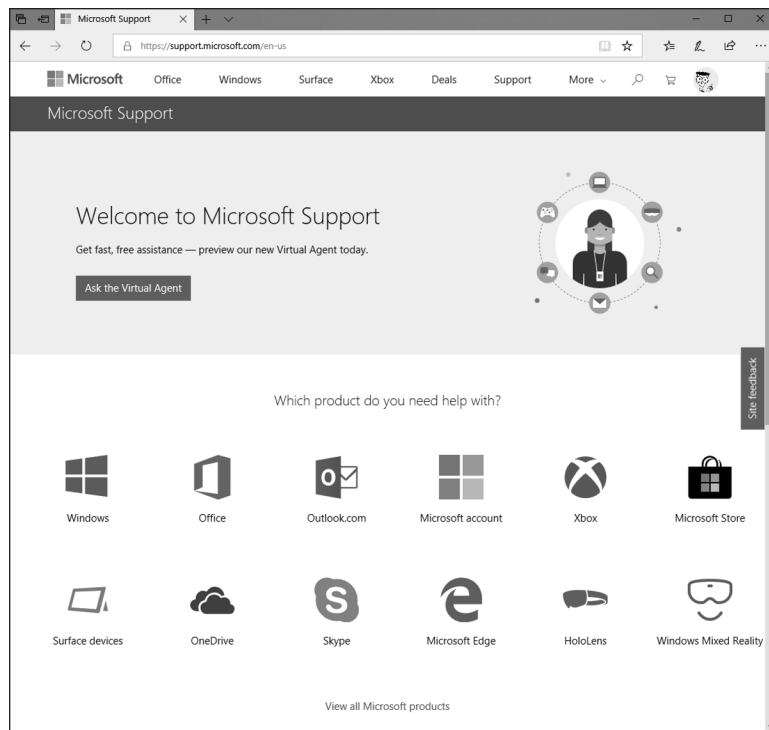 Microsoft Support
https://support.microsoft.com/en-us
Microsoft Office Windows Surface Xbox Deals Support More
Microsoft Support
Welcome to Microsoft Support
Get fast, free assistance — preview our new Virtual Agent today.
Ask the Virtual Agent
Site feedback
Which product do you need help with?
Windows Office Outlook.com Microsoft account Xbox Microsoft Store
Surface devices OneDrive Skype Microsoft Edge HoloLens Windows Mixed Reality
View all Microsoft products